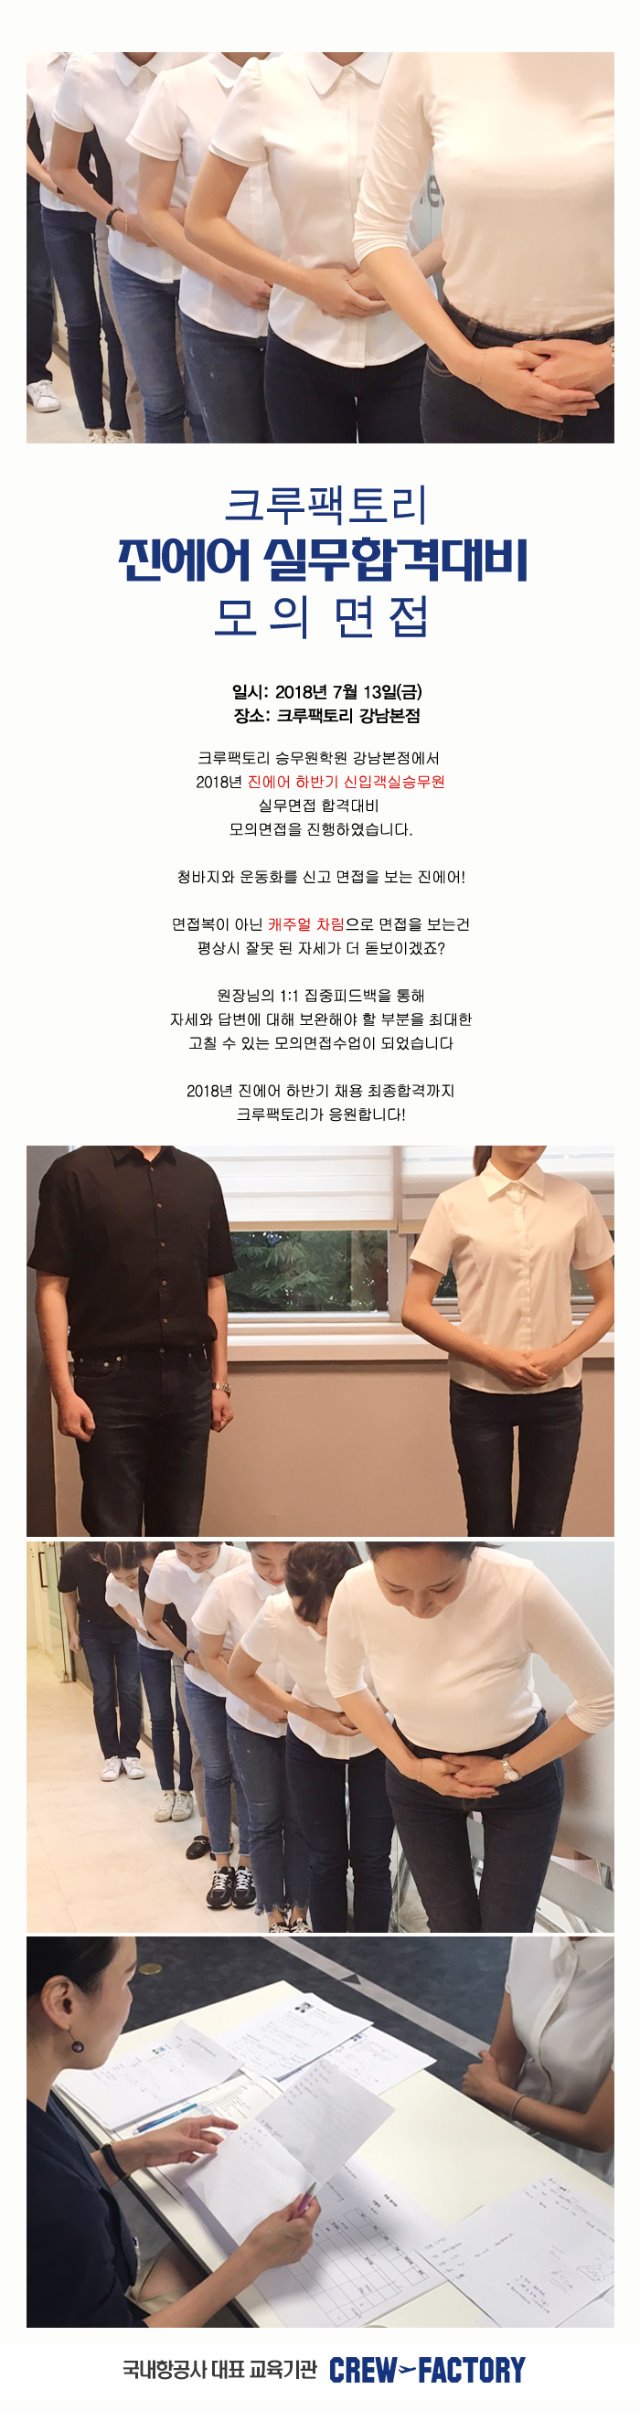 크루팩토리
진에어 실무합격대비
모의 면접
일시: 2018년 7월 13일(금)
장소: 크루팩토리 강남본점
크루팩토리 승무원학원 강남본점에서
2018년 진에어 하반기 신입객실승무원
실무면접 합격대비
모의면접을 진행하였습니다.
청바지와 운동화를 신고 면접을 보는 진에어!
면접복이 아닌 캐주얼 차림으로 면접을 보는건
평상시 잘못 된 자세가 더 돋보이겠죠?
원장님의 1:1 집중피드백을 통해
자세와 답변에 대해 보완해야 할 부분을 최대한
고칠 수 있는 모의면접수업이 되었습니다
2018년 진에어 하반기 채용 최종합격까지
크루팩토리가 응원합니다!
국내항공사 대표 교육기관 CREW FACTORY